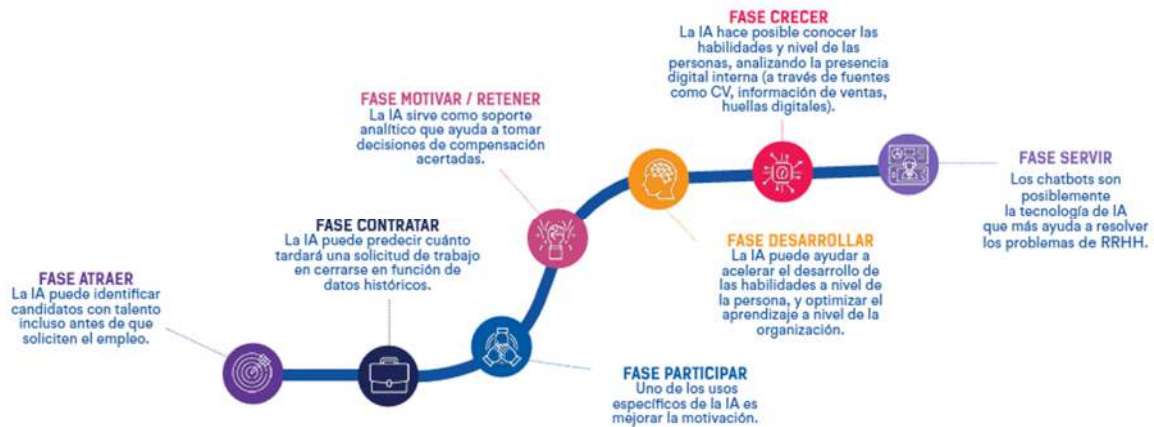 FASE ATRAER
La IA puede identificar
candidatos con talento
incluso antes de que
soliciten el empleo.
FASE CONTRATAR
La IA puede predecir cuánto
tardará una solicitud de trabajo
en cerrarse en función de
datos históricos.
FASE PARTICIPAR
Uno de los usos
específicos de la IA es
mejorar la motivación.
FASE MOTIVAR / RETENER
La IA sirve como soporte
analítico que ayuda a tomar
decisiones de compensación
acertadas.
FASE DESARROLLAR
La IA puede ayudar a
acelerar el desarrollo de
las habilidades a nivel de
la persona, y optimizar el
aprendizaje a nivel de la
organización.
FASE CRECER
La IA hace posible conocer las
habilidades y nivel de las
personas, analizando la presencia
digital interna (a través de fuentes
como CV, información de ventas,
huellas digitales).
FASE SERVIR
Los chatbots son
posiblemente
la tecnología de IA
que más ayuda a resolver
los problemas de RRHH.